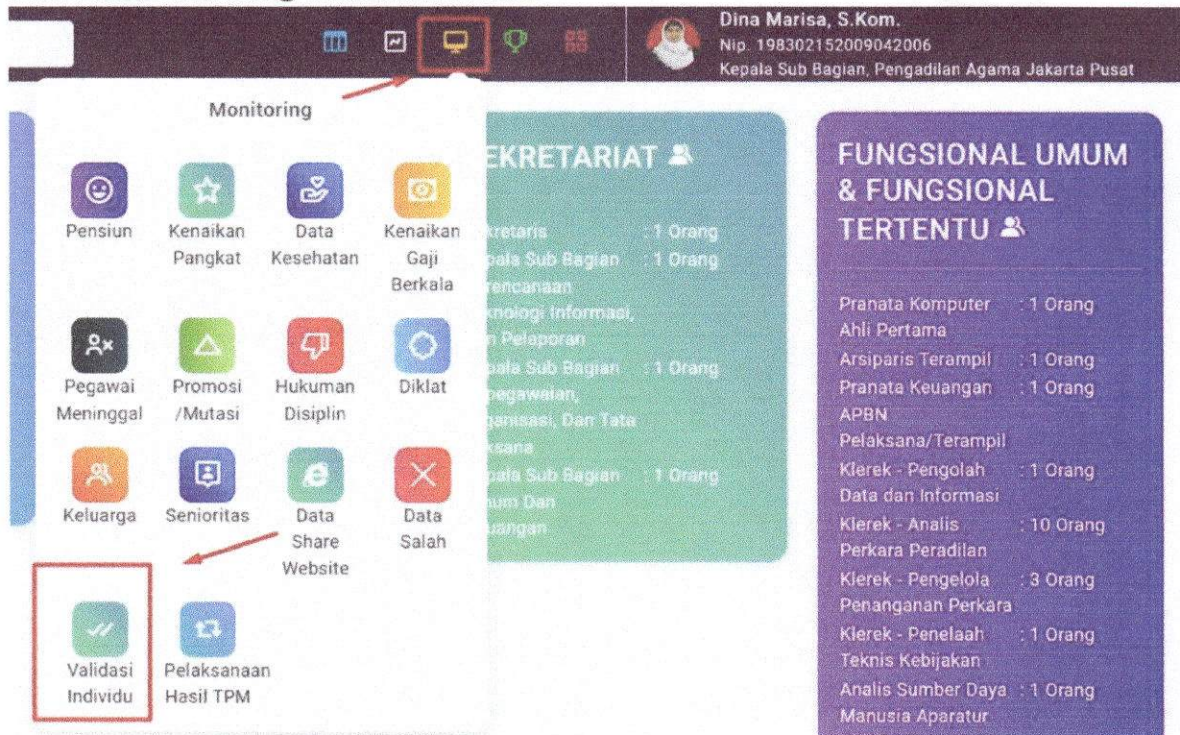 Dina Marisa, S.Kom.
Nip. 198302152009042006
Kepala Sub Bagian, Pengadilan Agama Jakarta Pusat
Monitoring
Pensiun
Kenaikan
Pangkat
Data
Kesehatan
Kenaikan
Gaji
Berkala
Pegawai
Meninggal
Promosi
/Mutasi
Hukuman
Disiplin
Diklat
Keluarga
Senioritas
Data
Share
Website
Data
Salah
Validasi
Individu
Pelaksanaan
Hasil TPM
EKRETARIAT
kretaris : 1 Orang
pala Sub Bagian : 1 Orang
rencanaan
knologi Informasi,
n Pelaporan
pala Sub Bagian : 1 Orang
pegawaian,
ganisasi, Dan Tata
ksana
pala Sub Bagian : 1 Orang
num Dan
uangan
FUNGSIONAL UMUM
& FUNGSIONAL
TERTENTU
Pranata Komputer : 1 Orang
Ahli Pertama
Arsiparis Terampil : 1 Orang
Pranata Keuangan : 1 Orang
APBN
Pelaksana/Terampil
Klerek - Pengolah : 1 Orang
Data dan Informasi
Klerek - Analis : 10 Orang
Perkara Peradilan
Klerek - Pengelola : 3 Orang
Penanganan Perkara
Klerek - Penelaah : 1 Orang
Teknis Kebijakan
Analis Sumber Daya : 1 Orang
Manusia Aparatur